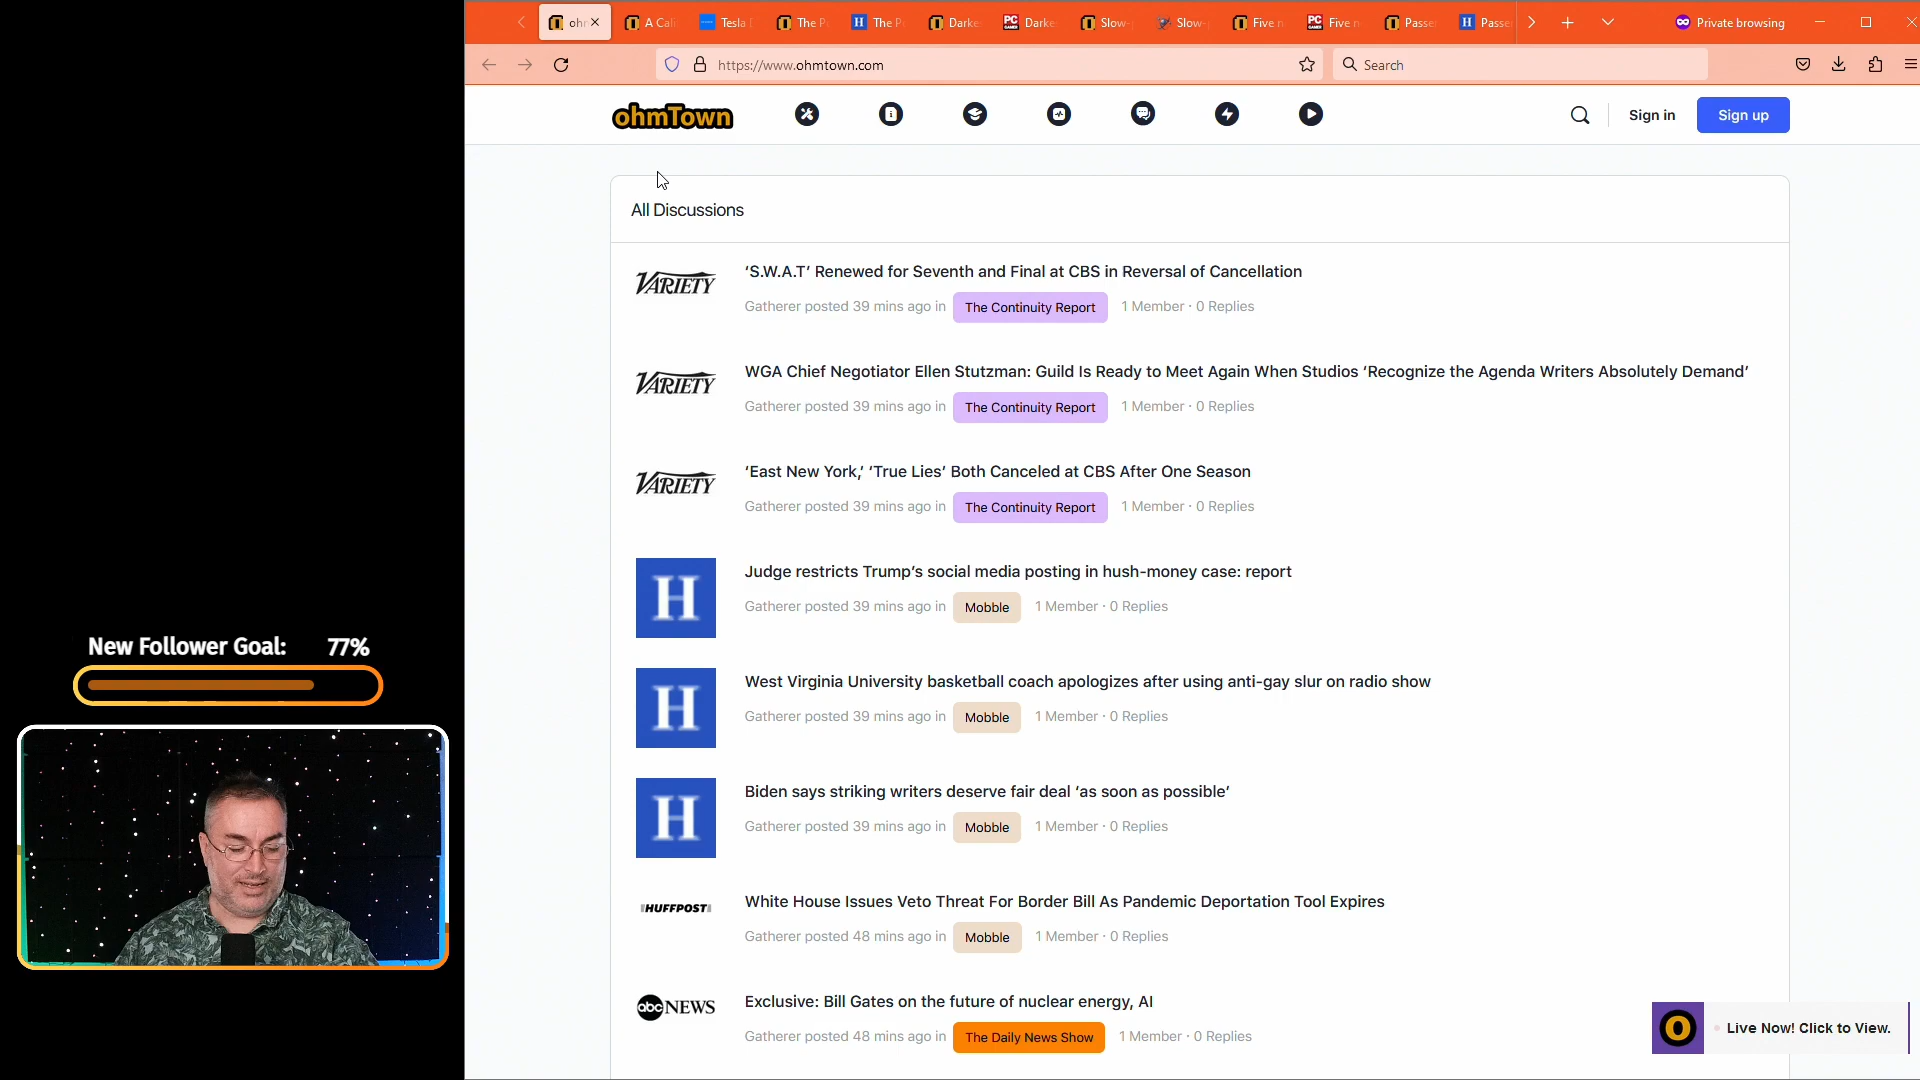 ohr
A Cali
Tesla
The P
The P
Darke
PC GAMER
Darke
Slow-
Slow-
Five n
PC GAMER
Five n
Passe
H
Passe
Private browsing
https://www.ohmtown.com
Search
ohmTown
Sign in
Sign up
All Discussions
VARIETY
‘S.W.A.T’ Renewed for Seventh and Final at CBS in Reversal of Cancellation
Gatherer posted 39 mins ago in The Continuity Report 1 Member · 0 Replies
VARIETY
WGA Chief Negotiator Ellen Stutzman: Guild Is Ready to Meet Again When Studios ‘Recognize the Agenda Writers Absolutely Demand’
Gatherer posted 39 mins ago in The Continuity Report 1 Member · 0 Replies
VARIETY
‘East New York,’ ‘True Lies’ Both Canceled at CBS After One Season
Gatherer posted 39 mins ago in The Continuity Report 1 Member · 0 Replies
H
Judge restricts Trump’s social media posting in hush-money case: report
Gatherer posted 39 mins ago in Mobble 1 Member · 0 Replies
H
West Virginia University basketball coach apologizes after using anti-gay slur on radio show
Gatherer posted 39 mins ago in Mobble 1 Member · 0 Replies
H
Biden says striking writers deserve fair deal ‘as soon as possible’
Gatherer posted 39 mins ago in Mobble 1 Member · 0 Replies
HUFFPOST
White House Issues Veto Threat For Border Bill As Pandemic Deportation Tool Expires
Gatherer posted 48 mins ago in Mobble 1 Member · 0 Replies
abc NEWS
Exclusive: Bill Gates on the future of nuclear energy, AI
Gatherer posted 48 mins ago in The Daily News Show 1 Member · 0 Replies
New Follower Goal: 77%
O
Live Now! Click to View.